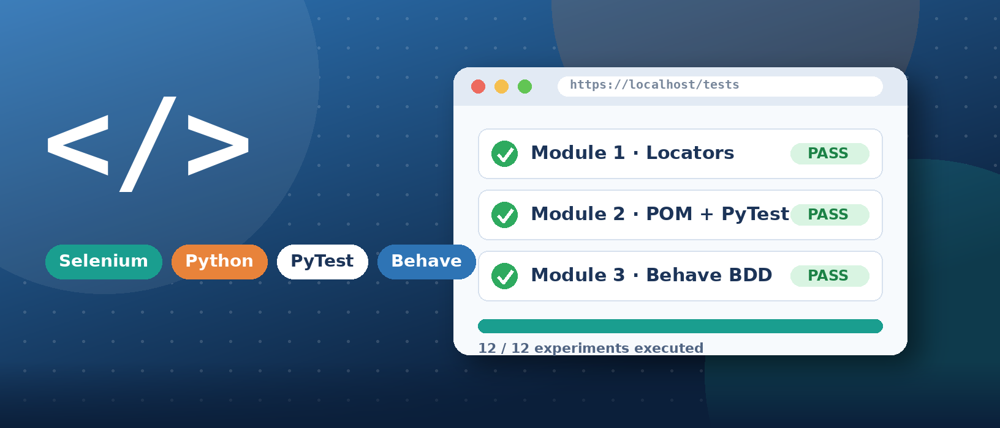 </>
Selenium
Python
PyTest
Behave
https://localhost/tests
Module 1 · Locators
PASS
Module 2 · POM + PyTest
PASS
Module 3 · Behave BDD
PASS
12 / 12 experiments executed